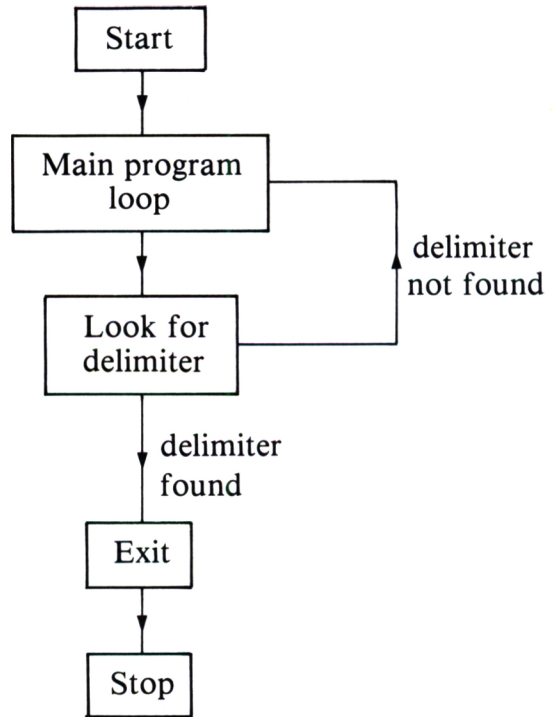 Start
Main program
loop
delimiter
not found
Look for
delimiter
delimiter
found
Exit
Stop